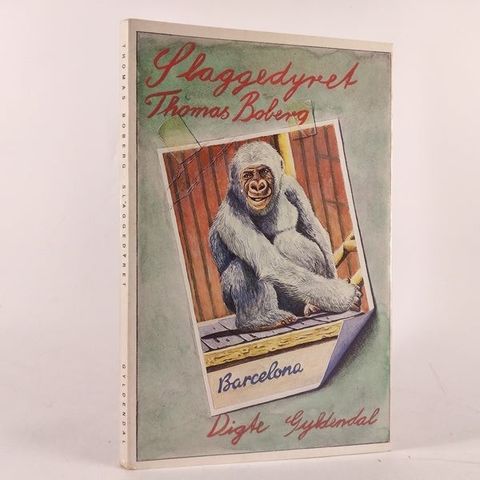 Slaggedyret
Thomas Boberg
Barcelona
Digte Gyldendal
THOMAS BOBERG SLAGGEDYRET GYLDENDAL